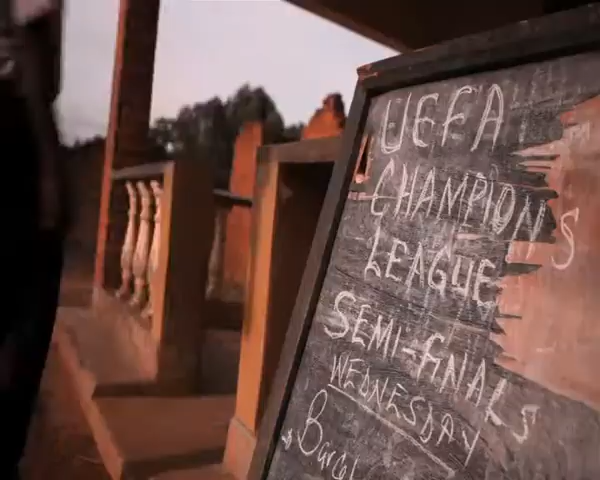 UEFA
CHAMPIONS
LEAGUE
SEMI-FINALS
WEDNESDAY